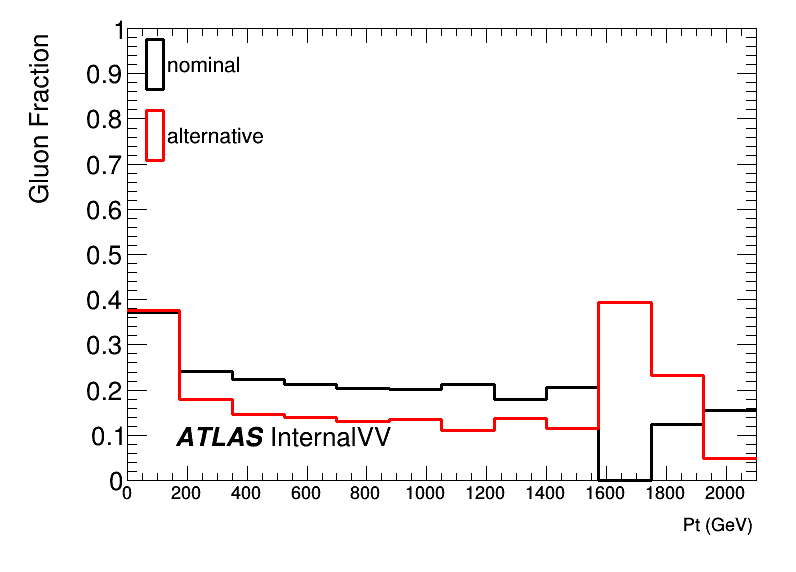 Gluon Fraction
1
0.9
0.8
0.7
0.6
0.5
0.4
0.3
0.2
0.1
0
nominal
alternative
ATLAS InternalVV
0 200 400 600 800 1000 1200 1400 1600 1800 2000
Pt (GeV)